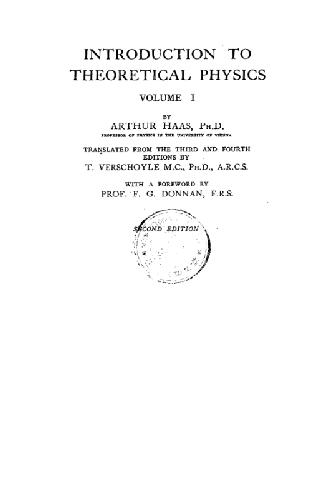 INTRODUCTION TO
THEORETICAL PHYSICS
VOLUME I
BY
ARTHUR HAAS, PH.D.
PROFESSOR OF PHYSICS IN THE UNIVERSITY OF VIENNA
TRANSLATED FROM THE THIRD AND FOURTH
EDITIONS BY
T. VERSCHOYLE M.C., PH.D., A.R.C.S.
WITH A FOREWORD BY
PROF. F. G. DONNAN, F.R.S.
SECOND EDITION